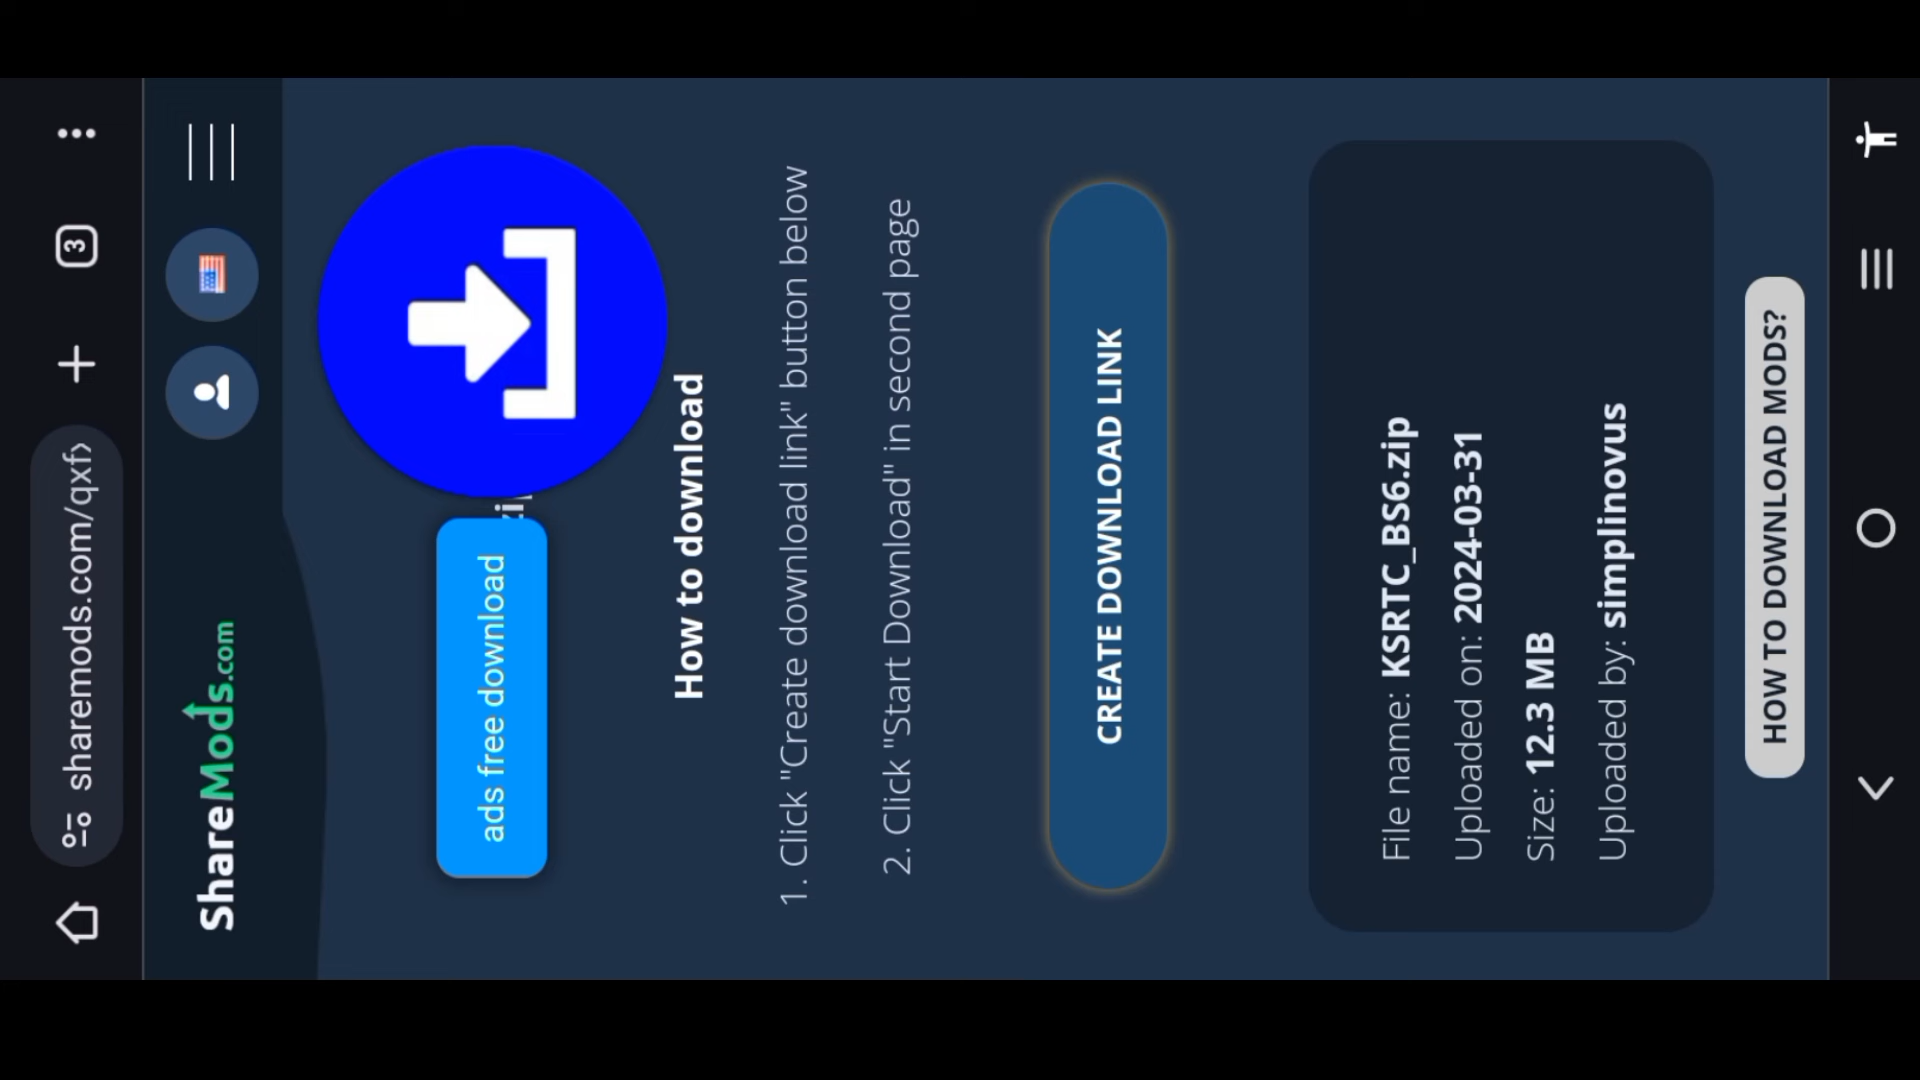 3
sharemods.com/qxf
ShareMods.com
ads free download
How to download
1. Click "Create download link" button below
2. Click "Start Download" in second page
CREATE DOWNLOAD LINK
File name: KSRTC_BS6.zip
Uploaded on: 2024-03-31
Size: 12.3 MB
Uploaded by: simplinovus
HOW TO DOWNLOAD MODS?